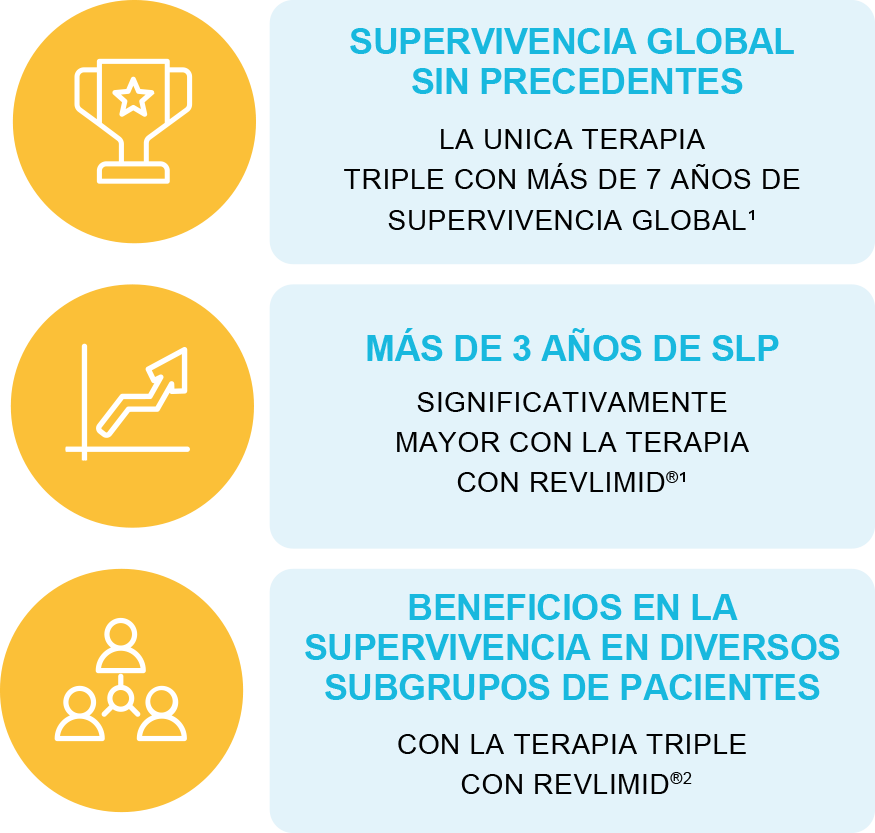 SUPERVIVENCIA GLOBAL
SIN PRECEDENTES
LA UNICA TERAPIA
TRIPLE CON MÁS DE 7 AÑOS DE
SUPERVIVENCIA GLOBAL¹
MÁS DE 3 AÑOS DE SLP
SIGNIFICATIVAMENTE
MAYOR CON LA TERAPIA
CON REVLIMID®¹
BENEFICIOS EN LA
SUPERVIVENCIA EN DIVERSOS
SUBGRUPOS DE PACIENTES
CON LA TERAPIA TRIPLE
CON REVLIMID®²